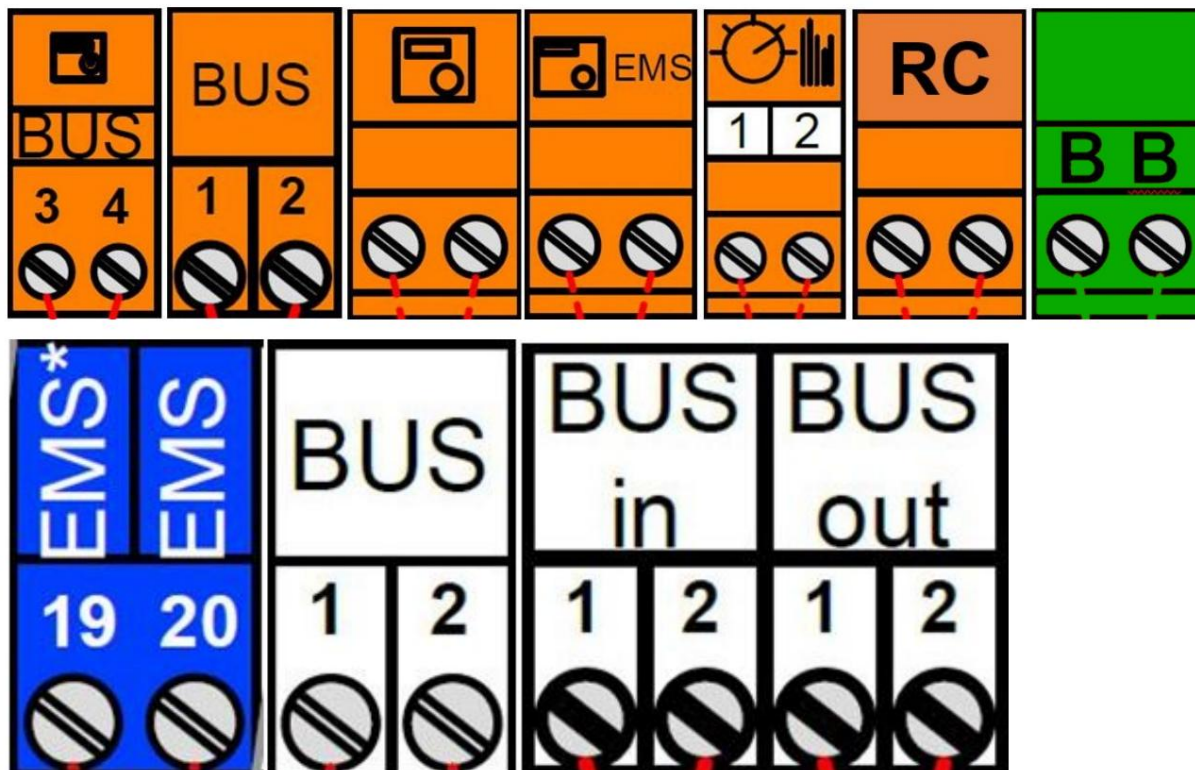 BUS
3 4
BUS
1 2
EMS
1 2
RC
B B
EMS* EMS
19 20
BUS
1 2
BUS in
1 2
BUS out
1 2